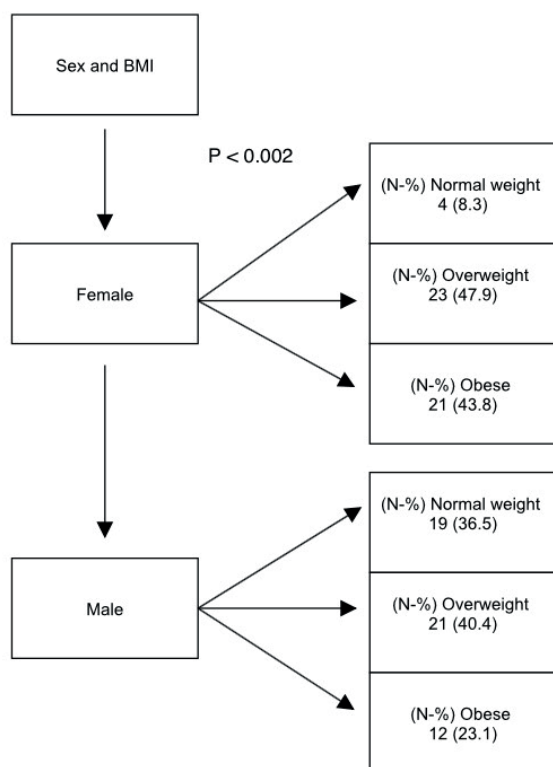 Sex and BMI
P < 0.002
(N-%) Normal weight
4 (8.3)
Female
(N-%) Overweight
23 (47.9)
(N-%) Obese
21 (43.8)
(N-%) Normal weight
19 (36.5)
Male
(N-%) Overweight
21 (40.4)
(N-%) Obese
12 (23.1)